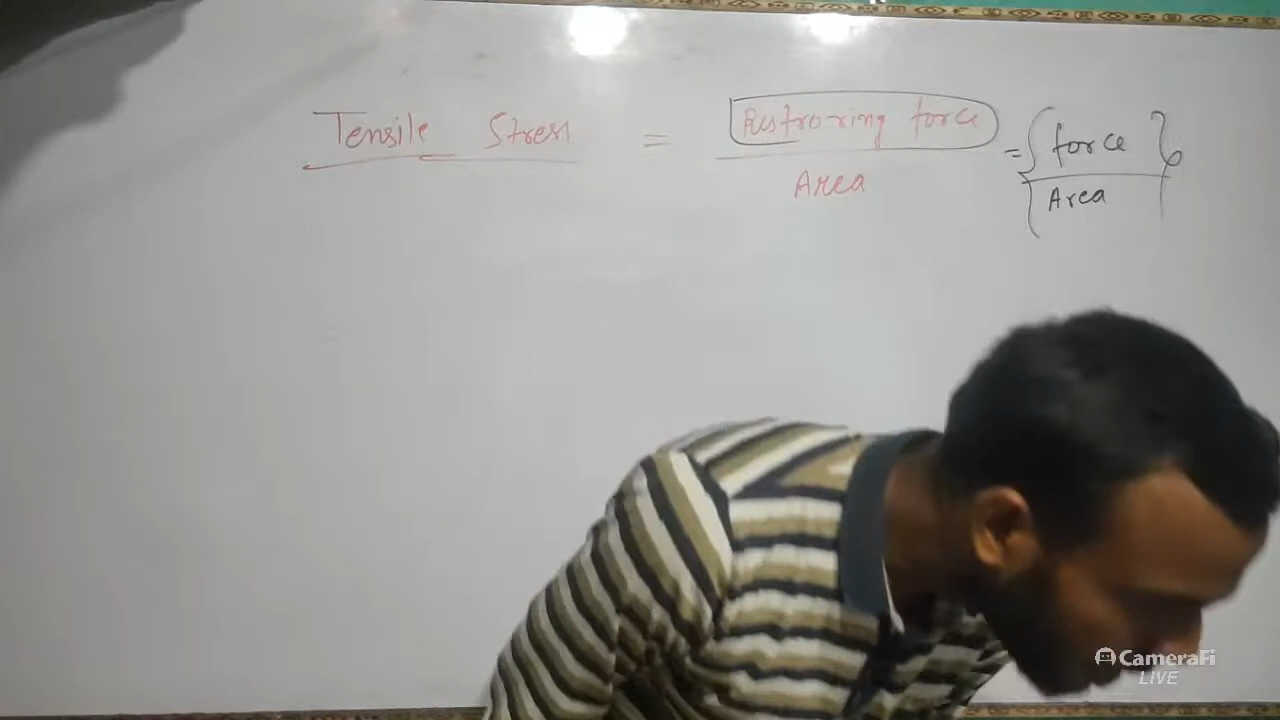 Tensile Stress = Restroring force = { force }
Area Area
CameraFi
LIVE